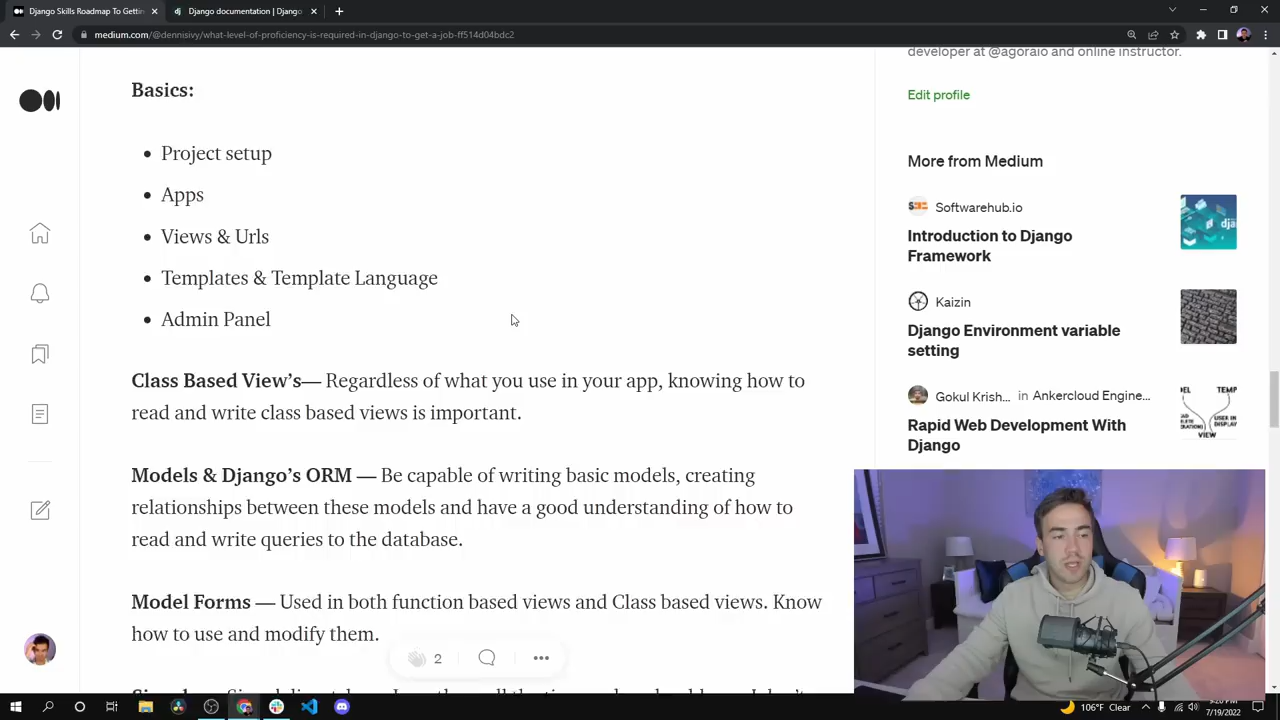 Django Skills Roadmap To Gettin
Django documentation | Django
medium.com/@dennisivy/what-level-of-proficiency-is-required-in-django-to-get-a-job-ff514d04bdc2
Basics:
• Project setup
• Apps
• Views & Urls
• Templates & Template Language
• Admin Panel
Class Based View’s— Regardless of what you use in your app, knowing how to
read and write class based views is important.
Models & Django’s ORM — Be capable of writing basic models, creating
relationships between these models and have a good understanding of how to
read and write queries to the database.
Model Forms — Used in both function based views and Class based views. Know
how to use and modify them.
2
developer at @agoraio and online instructor.
Edit profile
More from Medium
Softwarehub.io
Introduction to Django
Framework
Kaizin
Django Environment variable
setting
Gokul Krish... in Ankercloud Engine...
Rapid Web Development With
Django
VIEW
106°F Clear
7/19/2022